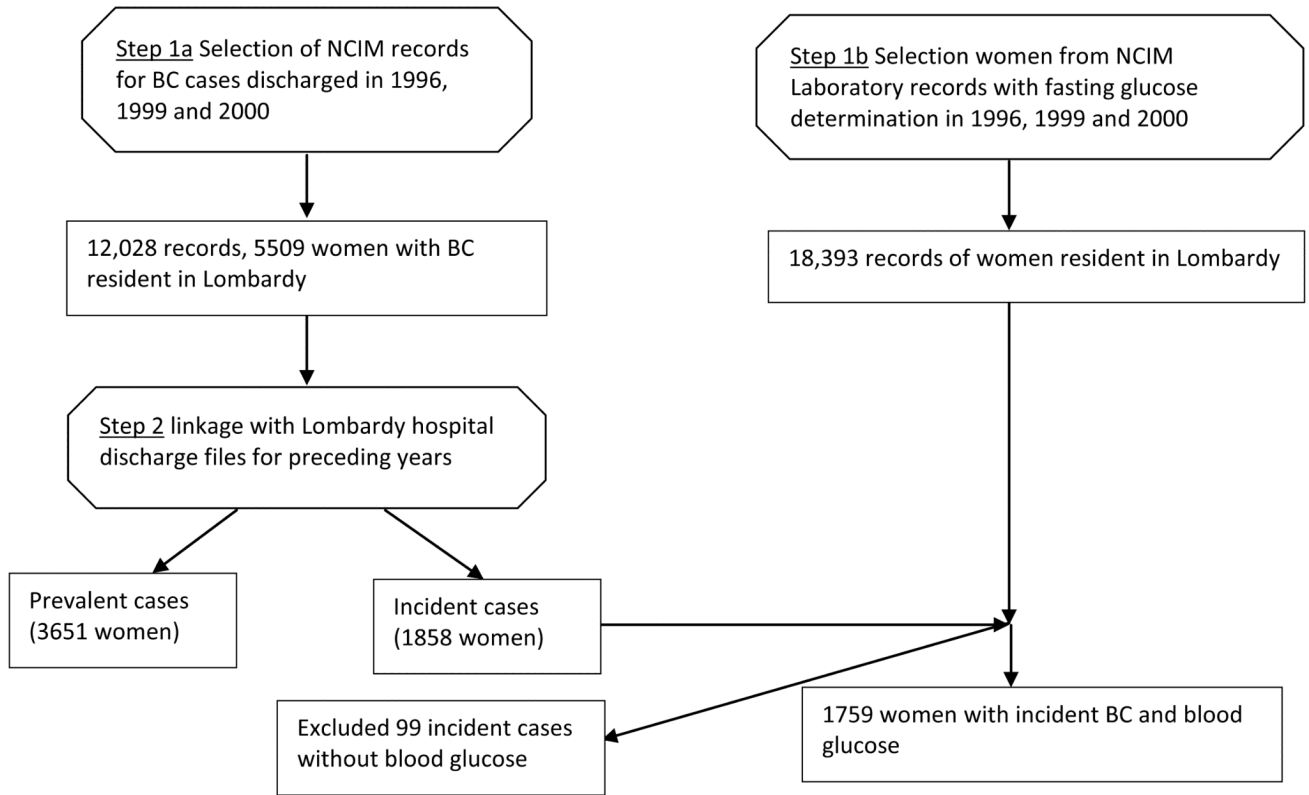 Step 1a Selection of NCIM records
for BC cases discharged in 1996,
1999 and 2000
Step 1b Selection women from NCIM
Laboratory records with fasting glucose
determination in 1996, 1999 and 2000
12,028 records, 5509 women with BC
resident in Lombardy
18,393 records of women resident in Lombardy
Step 2 linkage with Lombardy hospital
discharge files for preceding years
Prevalent cases
(3651 women)
Incident cases
(1858 women)
Excluded 99 incident cases
without blood glucose
1759 women with incident BC and blood
glucose